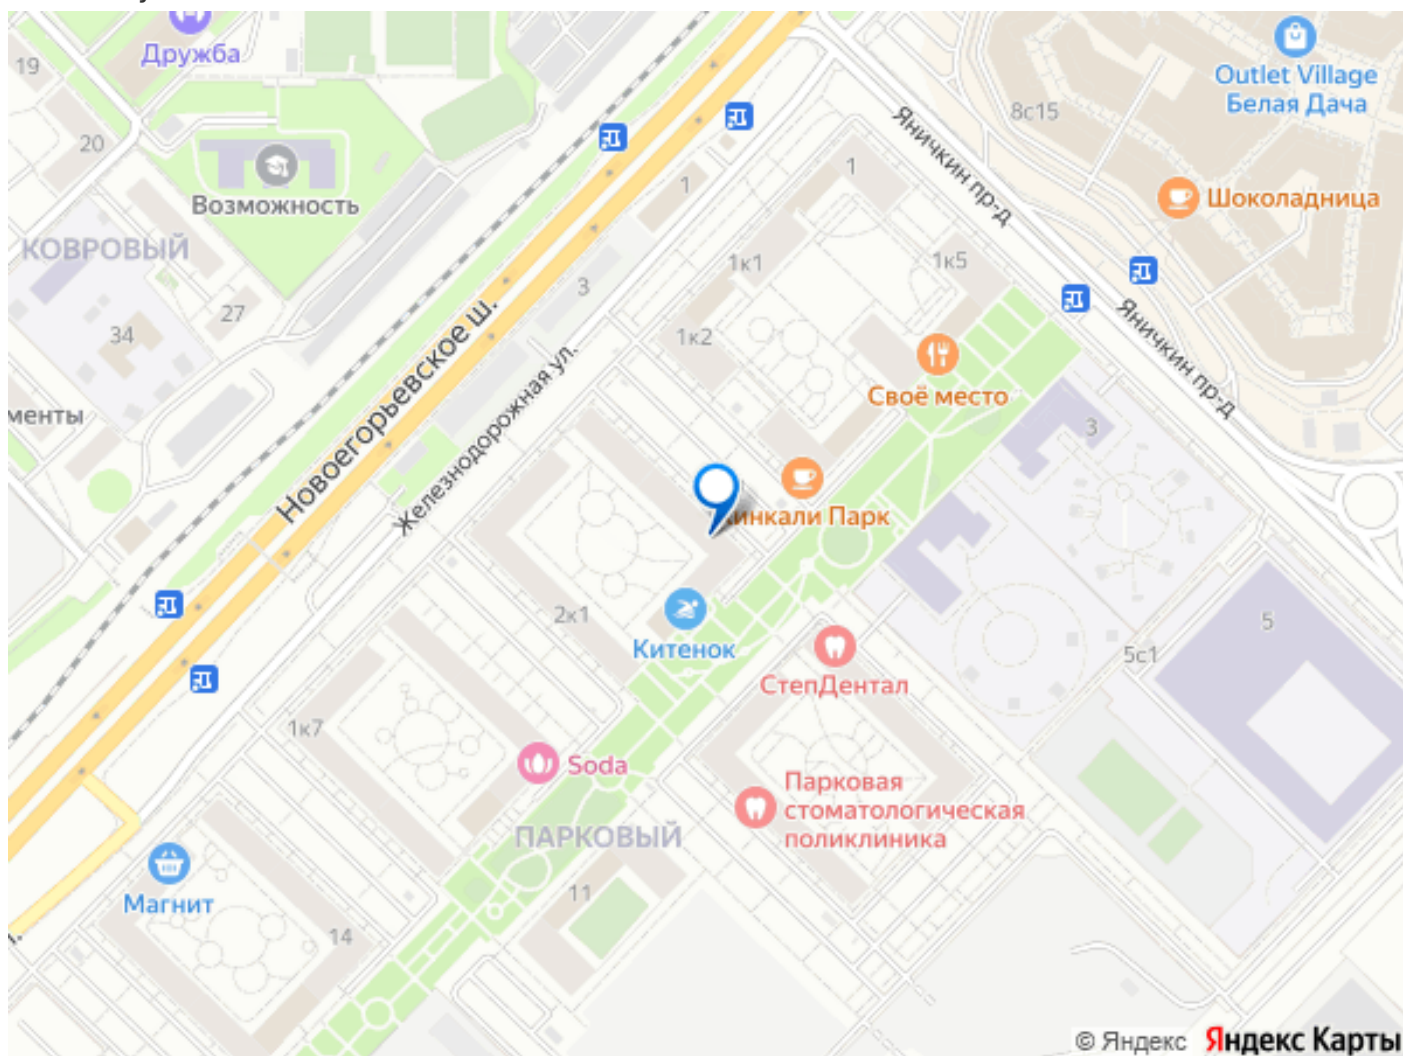 Дружба
19
20
Возможность
КОВРОВЫЙ
27
34
менты
Новоегорьевское ш.
Железнодорожная ул.
1
3
1
1к1
1к2
1к5
Яничкин пр-д
8с15
Outlet Village
Белая Дача
Шоколадница
Яничкин пр-д
Своё место
3
инкали Парк
Китенок
2к1
СтепДентал
5
5с1
1к7
Soda
Парковая
стоматологическая
поликлиника
ПАРКОВЫЙ
11
Магнит
14
© Яндекс Яндекс Карты